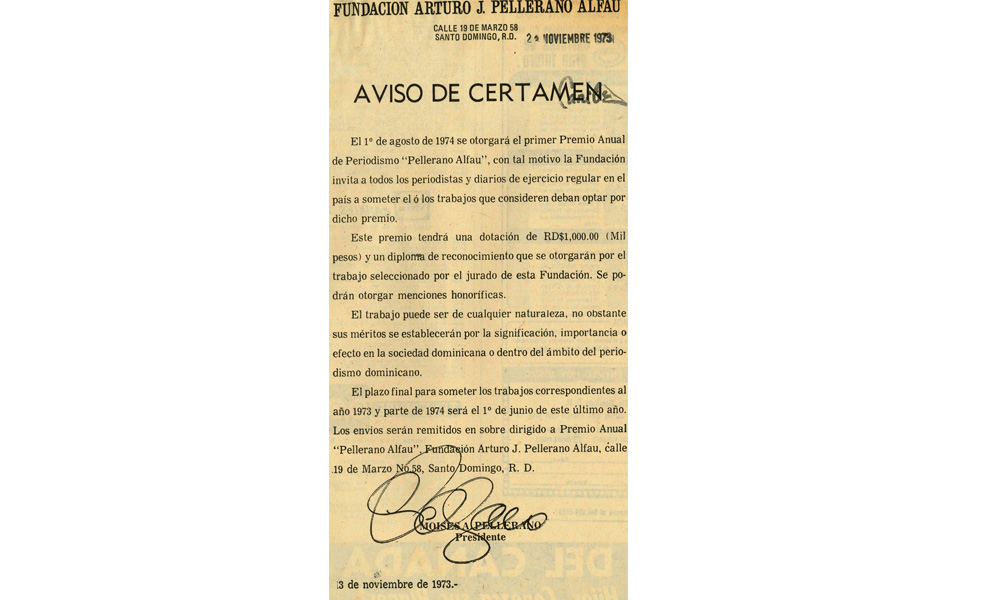 FUNDACION ARTURO J. PELLERANO ALFAU
CALLE 19 DE MARZO 58
SANTO DOMINGO, R.D.
NOVIEMBRE 1973
AVISO DE CERTAMEN
El 1º de agosto de 1974 se otorgará el primer Premio Anual
de Periodismo "Pellerano Alfau", con tal motivo la Fundación
invita a todos los periodistas y diarios de ejercicio regular en el
país a someter el ó los trabajos que consideren deban optar por
dicho premio.
Este premio tendrá una dotación de RD$1,000.00 (Mil
pesos) y un diploma de reconocimiento que se otorgarán por el
trabajo seleccionado por el jurado de esta Fundación. Se po-
drán otorgar menciones honoríficas.
El trabajo puede ser de cualquier naturaleza, no obstante
sus méritos se establecerán por la significación, importancia o
efecto en la sociedad dominicana o dentro del ámbito del perio-
dismo dominicano.
El plazo final para someter los trabajos correspondientes al
año 1973 y parte de 1974 será el 1º de junio de este último año.
Los envíos serán remitidos en sobre dirigido a Premio Anual
"Pellerano Alfau", Fundación Arturo J. Pellerano Alfau, calle
19 de Marzo No.58, Santo Domingo, R. D.
MOISES A. PELLERANO
Presidente
3 de noviembre de 1973.-
DEL CANADA